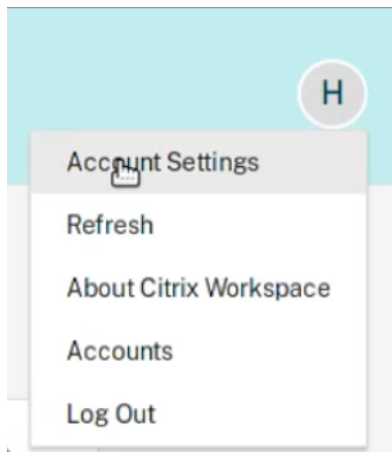 H
Account Settings
Refresh
About Citrix Workspace
Accounts
Log Out